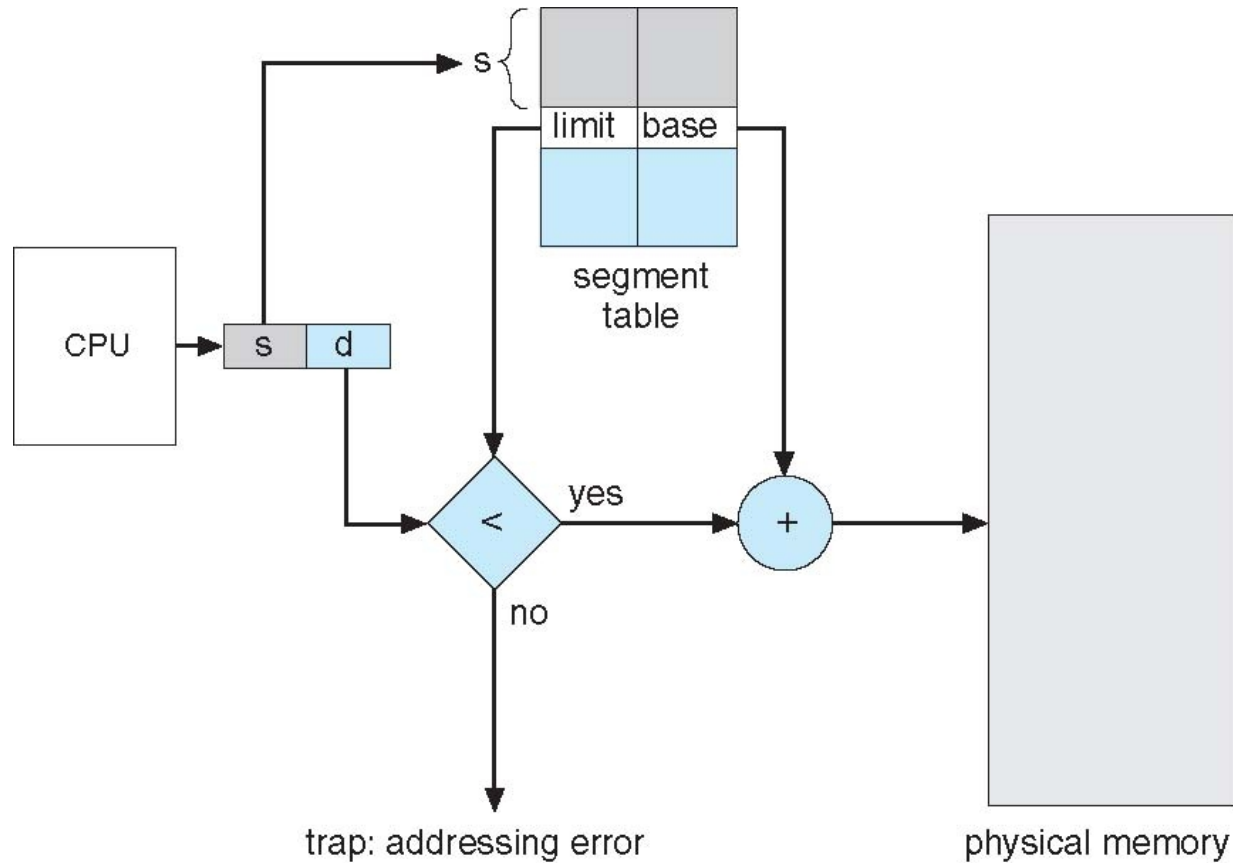 s
limit base
segment
table
CPU
s d
< yes +
no
trap: addressing error
physical memory